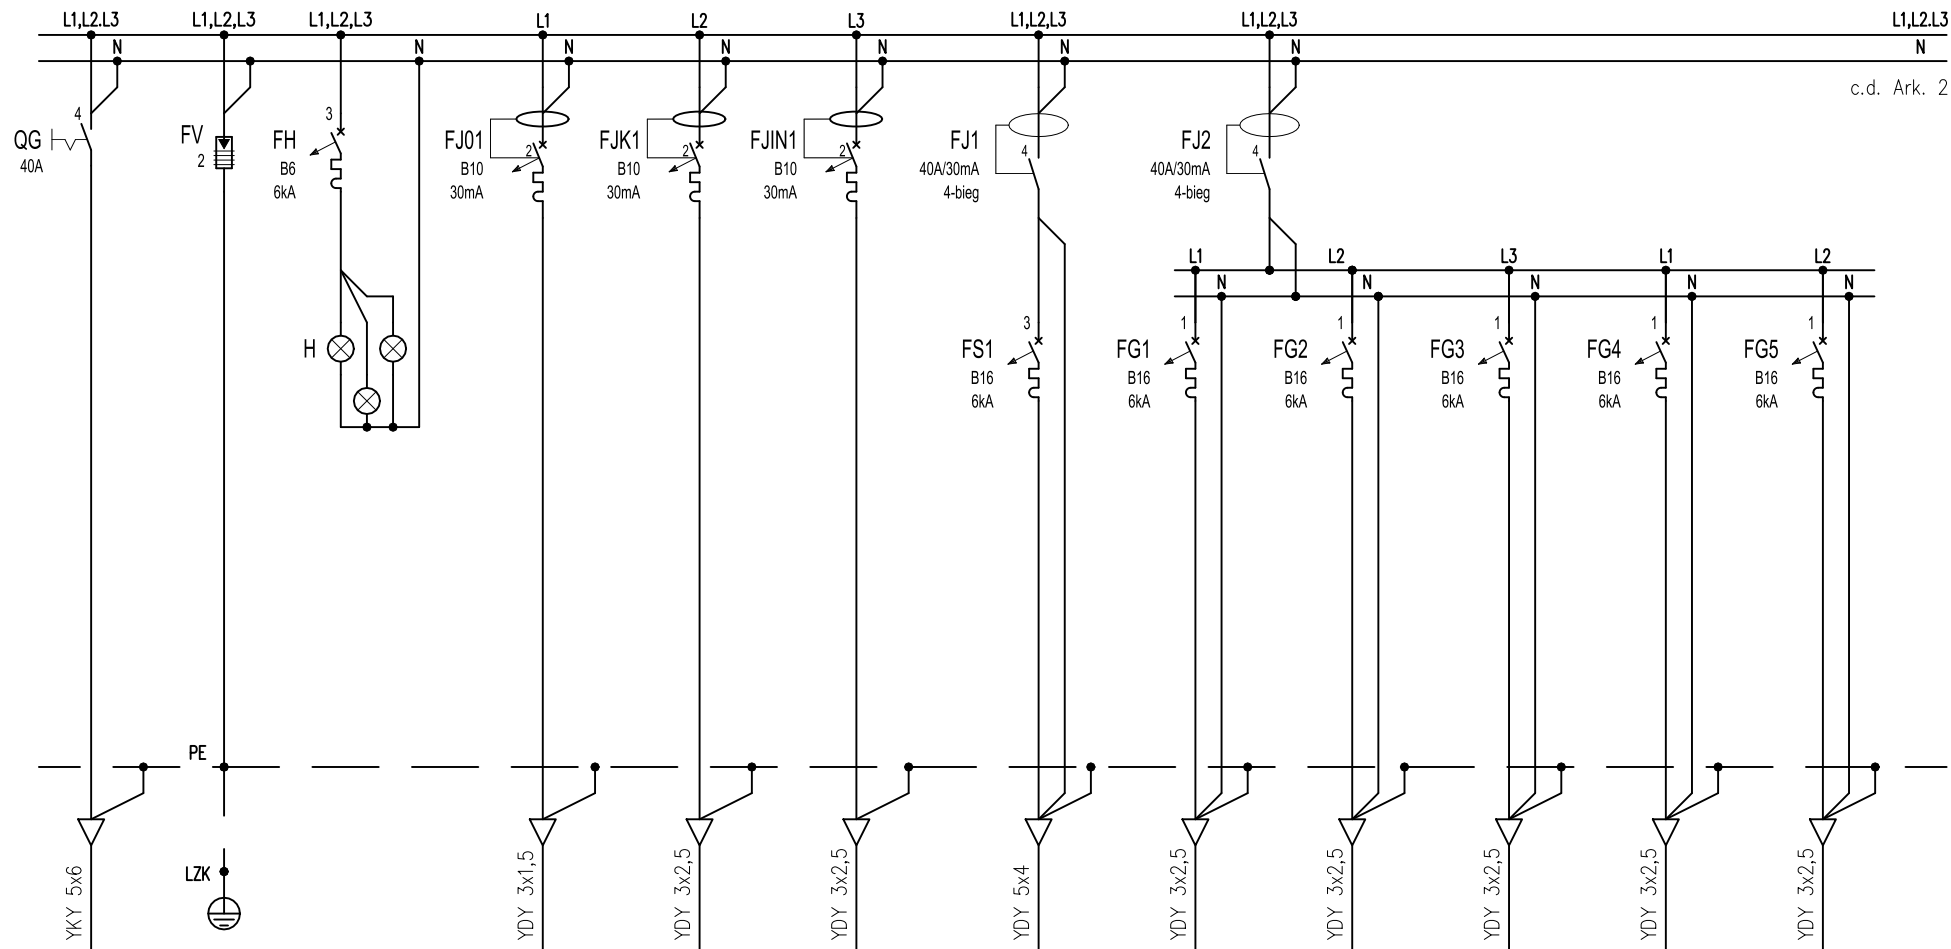 L1,L2.L3
L1,L2,L3
L1,L2,L3
L1
L2
L3
L1,L2,L3
L1,L2,L3
L1,L2.L3
N
N
N
N
N
N
N
N
c.d. Ark. 2
QG
40A
4
FV
2
FH
B6
6kA
3
FJ01
B10
30mA
2
FJK1
B10
30mA
2
FJIN1
B10
30mA
2
FJ1
40A/30mA
4-bieg
4
FJ2
40A/30mA
4-bieg
4
L1
L2
L3
L1
L2
N
N
N
N
N
H
FS1
B16
6kA
3
FG1
B16
6kA
1
FG2
B16
6kA
1
FG3
B16
6kA
1
FG4
B16
6kA
1
FG5
B16
6kA
1
PE
LZK
YKY 5x6
YDY 3x1,5
YDY 3x2,5
YDY 3x2,5
YDY 5x4
YDY 3x2,5
YDY 3x2,5
YDY 3x2,5
YDY 3x2,5
YDY 3x2,5